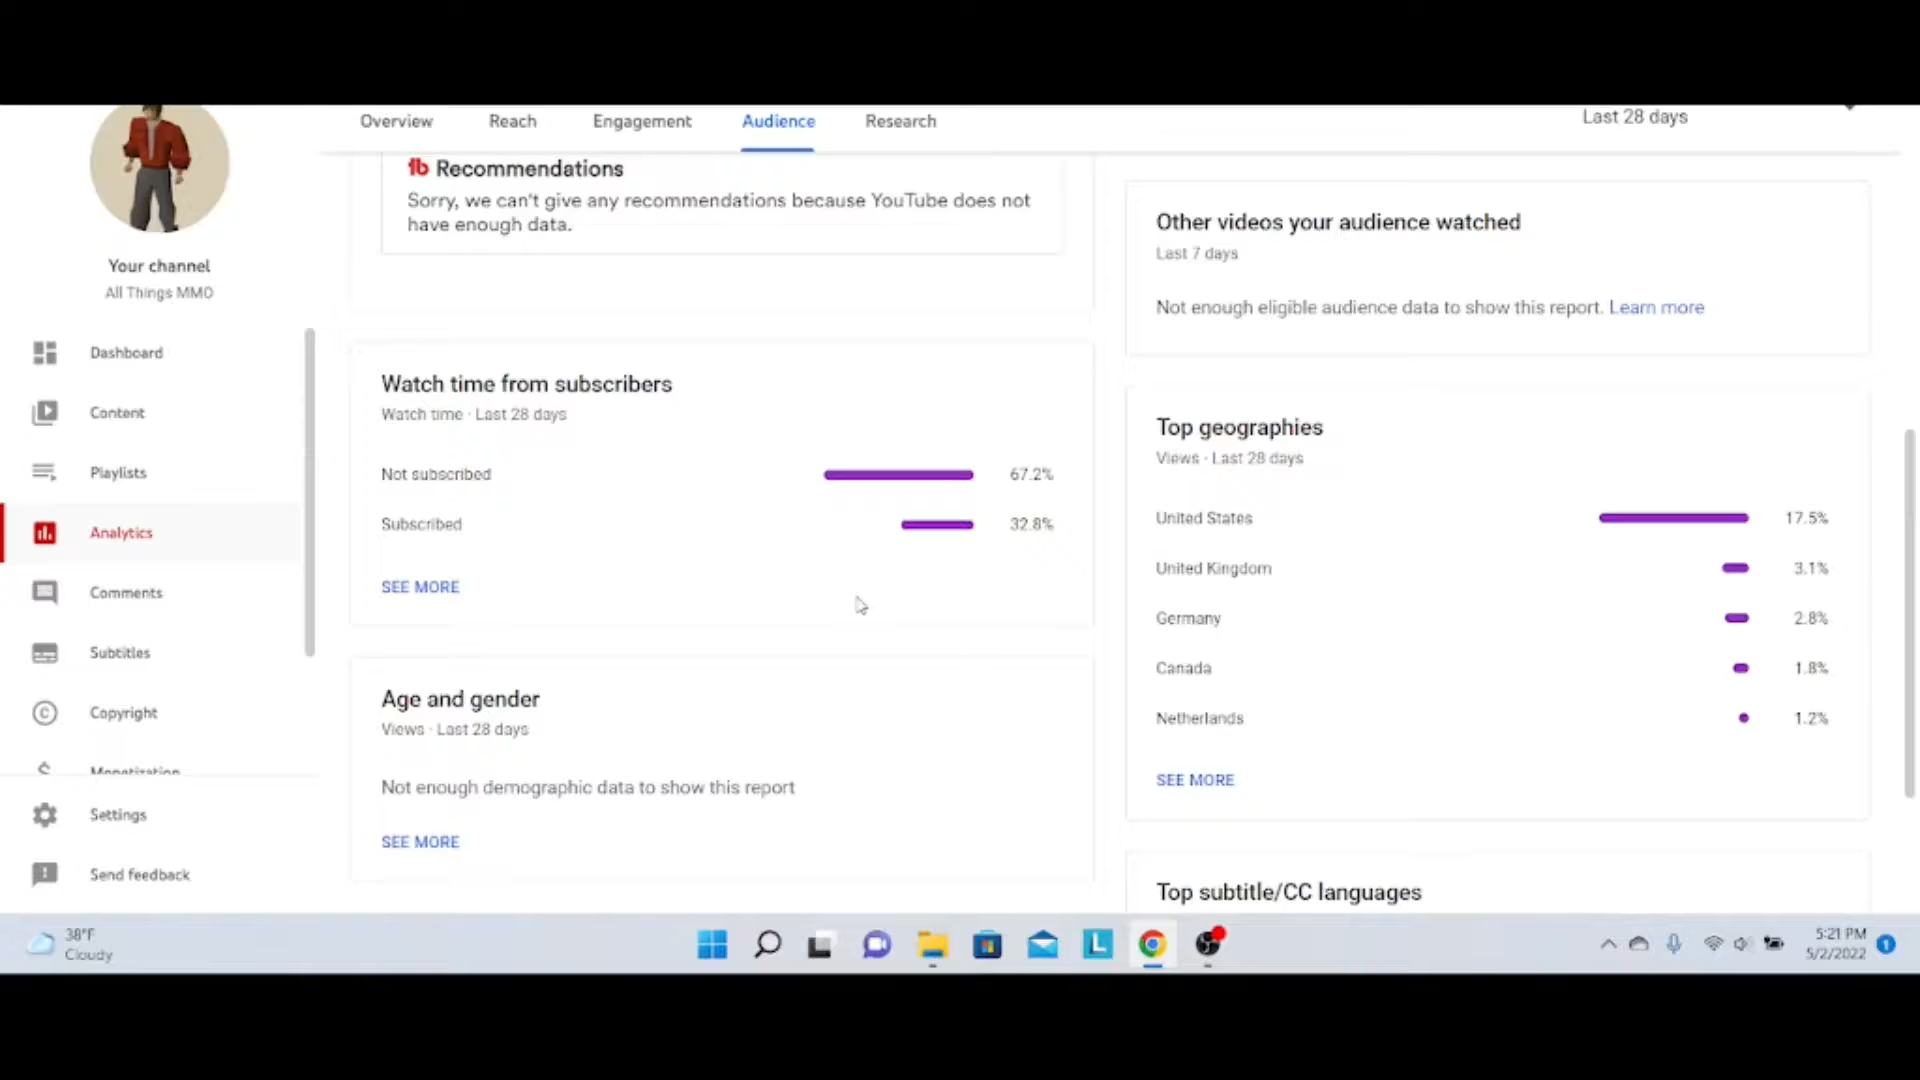 Overview
Reach
Engagement
Audience
Research
Last 28 days
Your channel
All Things MMO
Dashboard
Content
Playlists
Analytics
Comments
Subtitles
Copyright
Monetization
Settings
Send feedback
tb Recommendations
Sorry, we can't give any recommendations because YouTube does not
have enough data.
Watch time from subscribers
Watch time · Last 28 days
Not subscribed 67.2%
Subscribed 32.8%
SEE MORE
Age and gender
Views · Last 28 days
Not enough demographic data to show this report
SEE MORE
Other videos your audience watched
Last 7 days
Not enough eligible audience data to show this report. Learn more
Top geographies
Views · Last 28 days
United States 17.5%
United Kingdom 3.1%
Germany 2.8%
Canada 1.8%
Netherlands 1.2%
SEE MORE
Top subtitle/CC languages
38°F
Cloudy
L
5:21 PM
5/2/2022
1